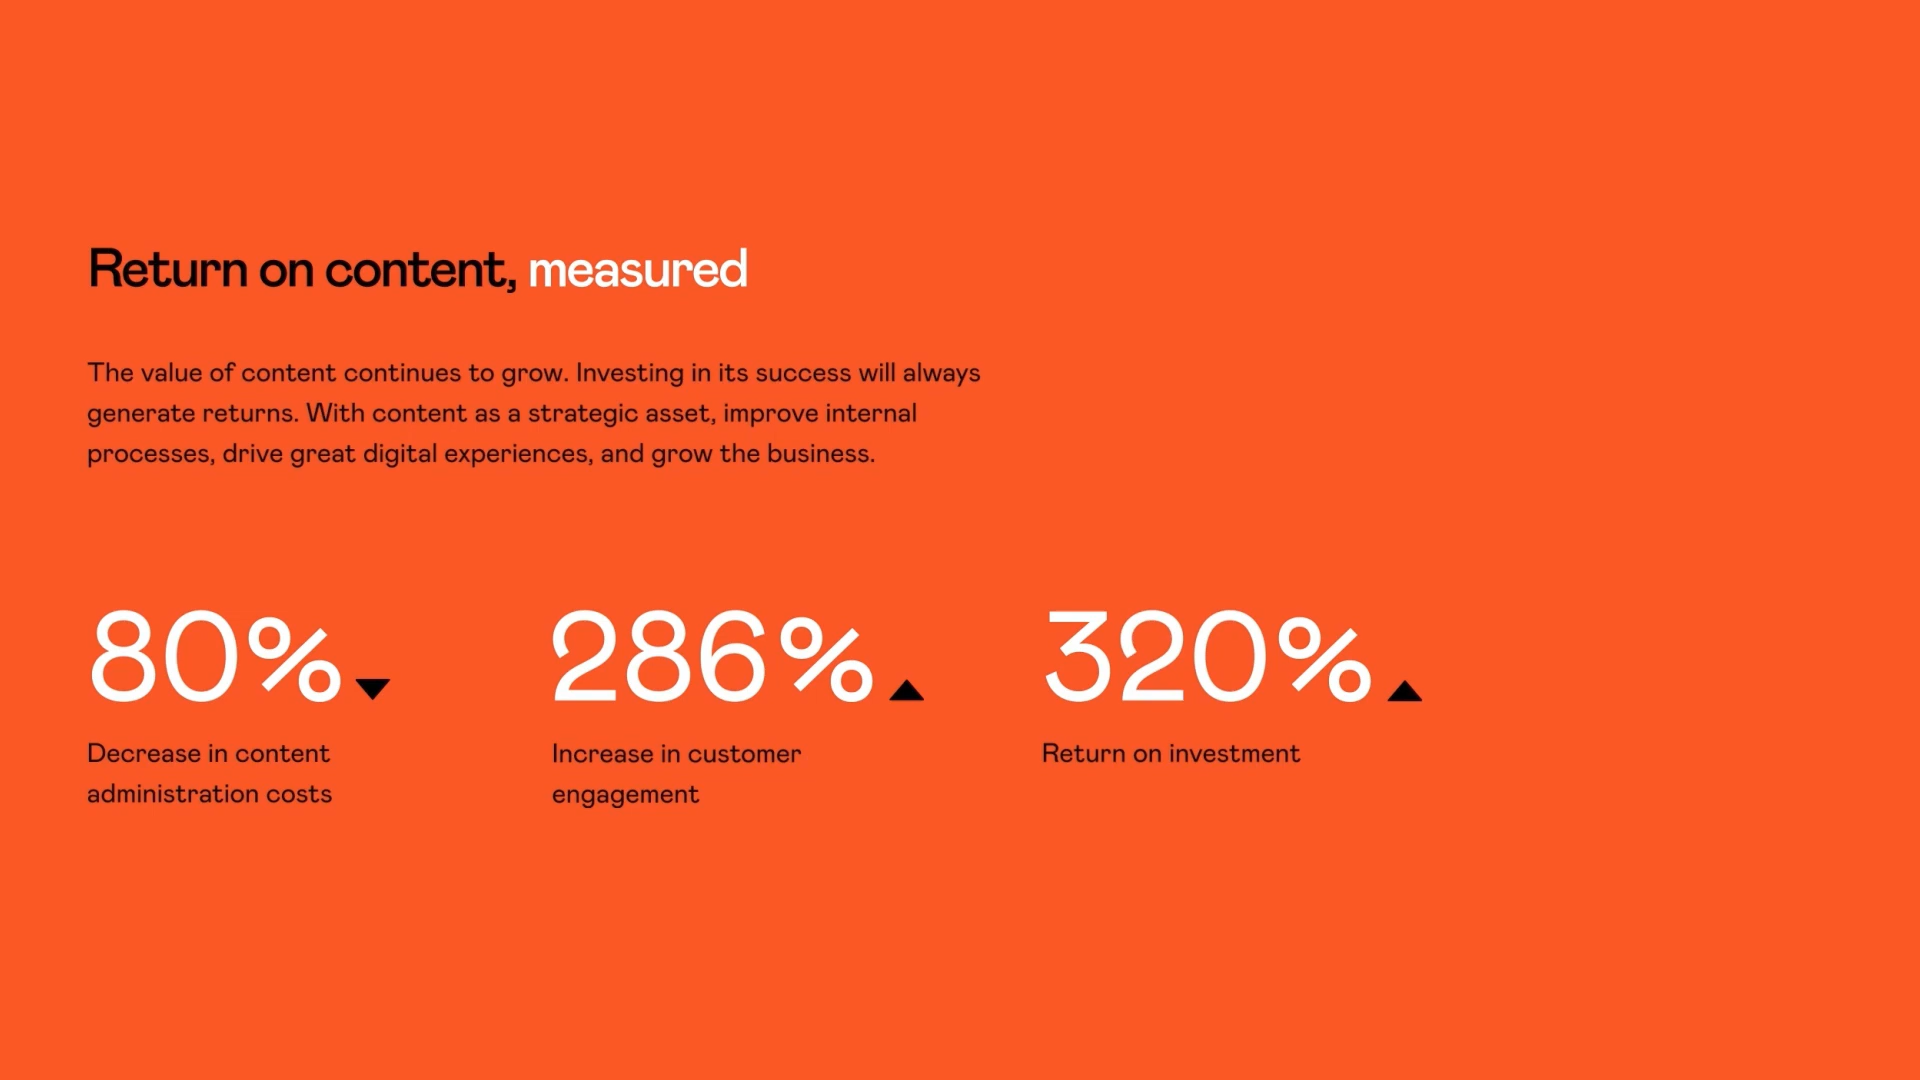 Return on content, measured
The value of content continues to grow. Investing in its success will always
generate returns. With content as a strategic asset, improve internal
processes, drive great digital experiences, and grow the business.
80%
Decrease in content
administration costs
286%
Increase in customer
engagement
320%
Return on investment